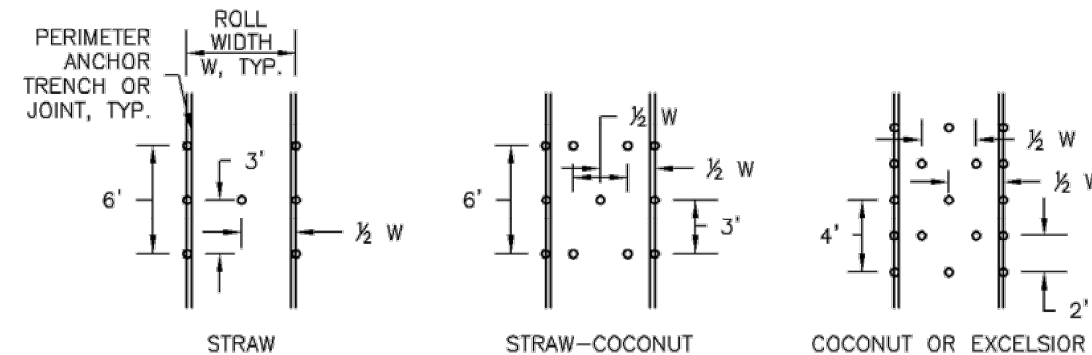 PERIMETER
ANCHOR
TRENCH OR
JOINT, TYP.
ROLL
WIDTH
W, TYP.
6'
3'
½ W
STRAW
6'
½ W
½ W
3'
STRAW-COCONUT
4'
½ W
½ W
2'
COCONUT OR EXCELSIOR